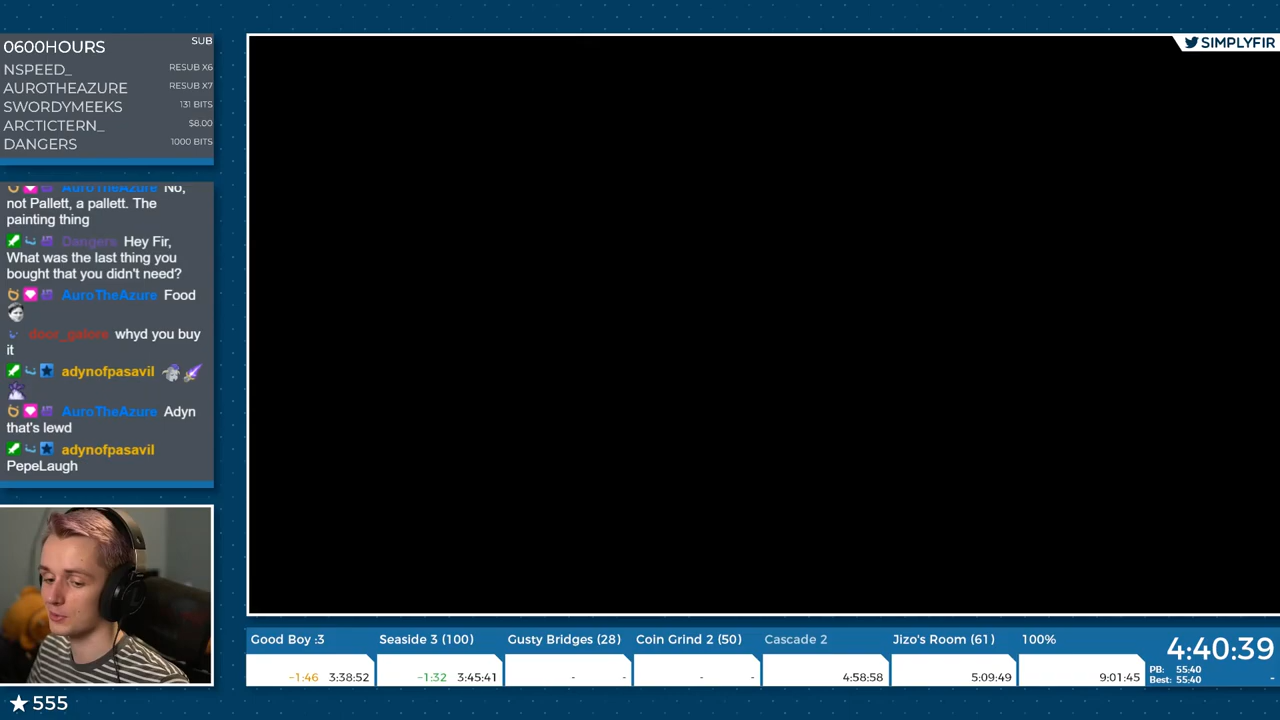 0600HOURS SUB
NSPEED_ RESUB X6
AUROTHEAZURE RESUB X7
SWORDYMEEKS 131 BITS
ARCTICTERN_ $8.00
DANGERS 1000 BITS
SIMPLYFIR
AuroTheAzure No,
not Pallett, a pallett. The
painting thing
Dangers Hey Fir,
What was the last thing you
bought that you didn't need?
AuroTheAzure Food
door_galore whyd you buy
it
adynofpasavil
AuroTheAzure Adyn
that's lewd
adynofpasavil
PepeLaugh
Good Boy :3 Seaside 3 (100) Gusty Bridges (28) Coin Grind 2 (50) Cascade 2 Jizo's Room (61) 100%
-1:46 3:38:52 -1:32 3:45:41 - - - - 4:58:58 5:09:49 9:01:45
4:40:39
PB: 55:40
Best: 55:40 -
555